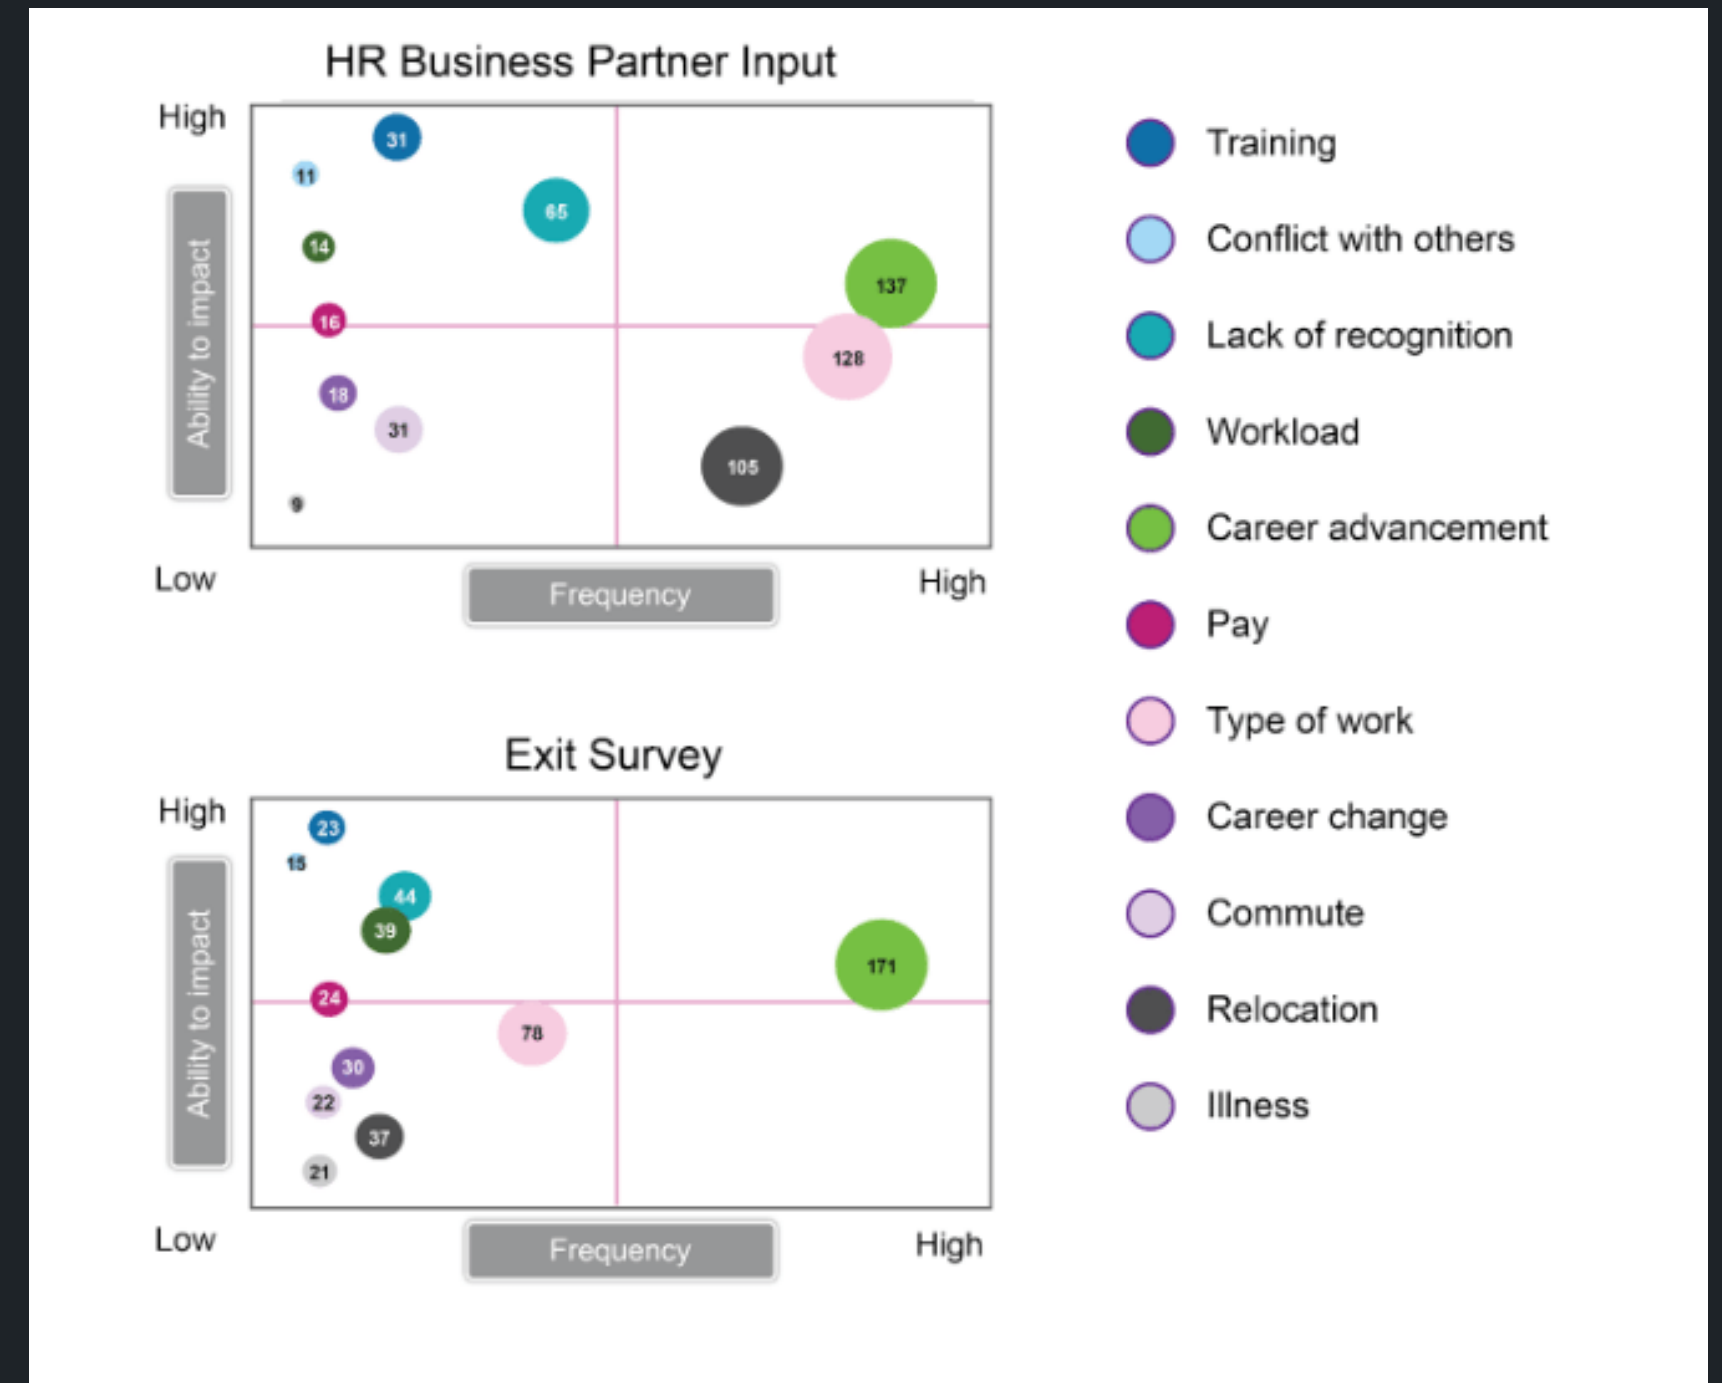 HR Business Partner Input
High
Ability to impact
31
11
65
14
137
16
128
18
31
105
9
Low
Frequency
High
Exit Survey
High
Ability to impact
23
15
44
39
171
24
78
30
22
37
21
Low
Frequency
High
Training
Conflict with others
Lack of recognition
Workload
Career advancement
Pay
Type of work
Career change
Commute
Relocation
Illness